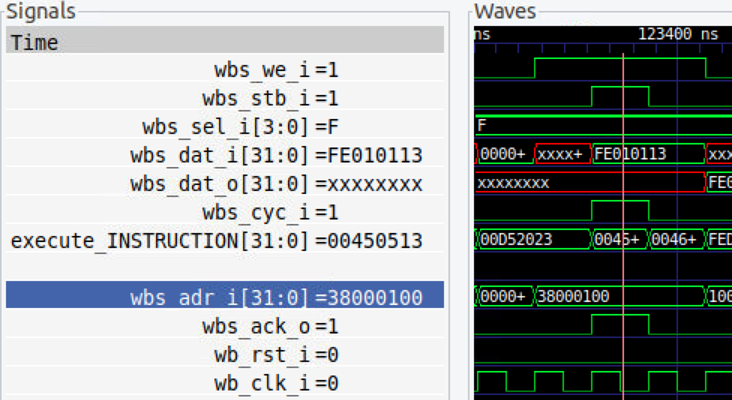 Signals
Time
wbs_we_i=1
wbs_stb_i=1
wbs_sel_i[3:0]=F
wbs_dat_i[31:0]=FE010113
wbs_dat_o[31:0]=xxxxxxxx
wbs_cyc_i=1
execute_INSTRUCTION[31:0]=00450513
wbs_adr_i[31:0]=38000100
wbs_ack_o=1
wb_rst_i=0
wb_clk_i=0
Waves
ns 123400 ns
F
0000+ xxxx+ FE010113 xxx
xxxxxxxx FE0
00D52023 0045+ 0046+ FED
0000+ 38000100 100